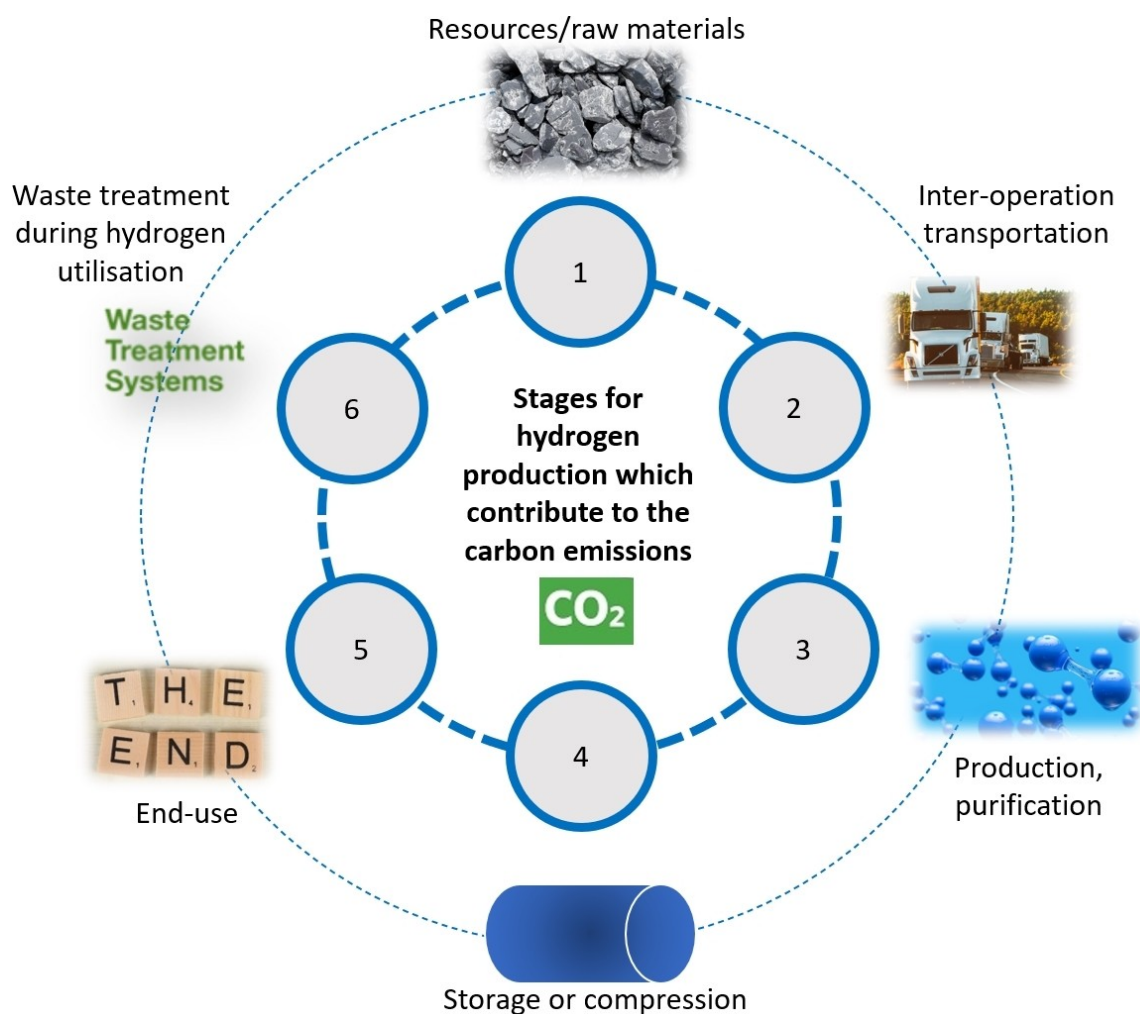 Resources/raw materials
Inter-operation
transportation
Production,
purification
Storage or compression
THE
END
End-use
Waste treatment
during hydrogen
utilisation
Waste
Treatment
Systems
1
2
3
4
5
6
Stages for
hydrogen
production which
contribute to the
carbon emissions
CO₂